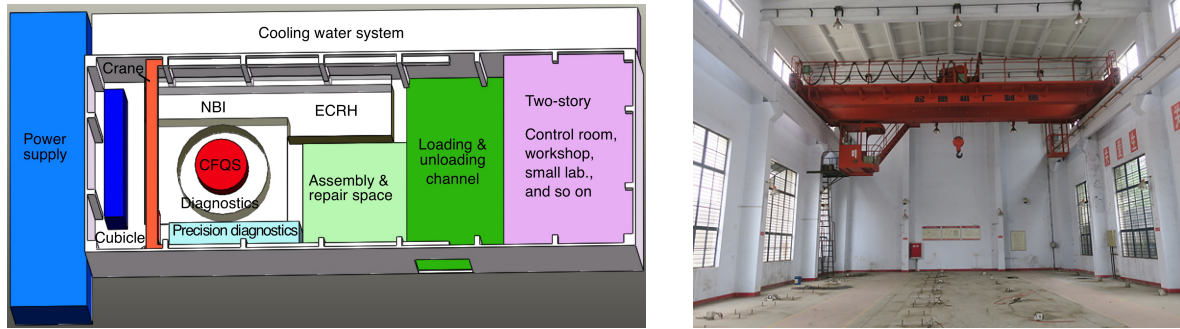 Cooling water system
Crane
NBI
ECRH
Two-story
Control room,
workshop,
small lab.,
and so on
Power
supply
Loading &
unloading
channel
CFQS
Assembly &
repair space
Diagnostics
Precision diagnostics
Cubicle